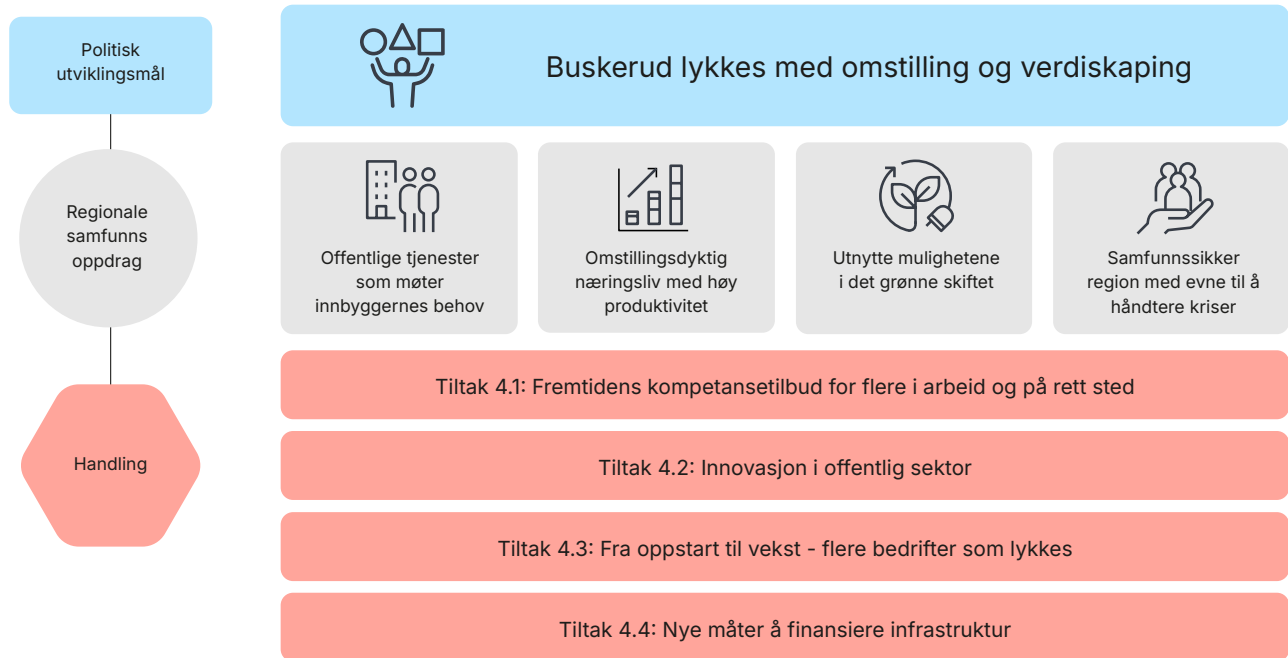 Politisk
utviklingsmål
Buskerud lykkes med omstilling og verdiskaping
Regionale
samfunns
oppdrag
Offentlige tjenester
som møter
innbyggernes behov
Omstillingsdyktig
næringsliv med høy
produktivitet
Utnytte mulighetene
i det grønne skiftet
Samfunnssikker
region med evne til å
håndtere kriser
Handling
Tiltak 4.1: Fremtidens kompetansetilbud for flere i arbeid og på rett sted
Tiltak 4.2: Innovasjon i offentlig sektor
Tiltak 4.3: Fra oppstart til vekst - flere bedrifter som lykkes
Tiltak 4.4: Nye måter å finansiere infrastruktur